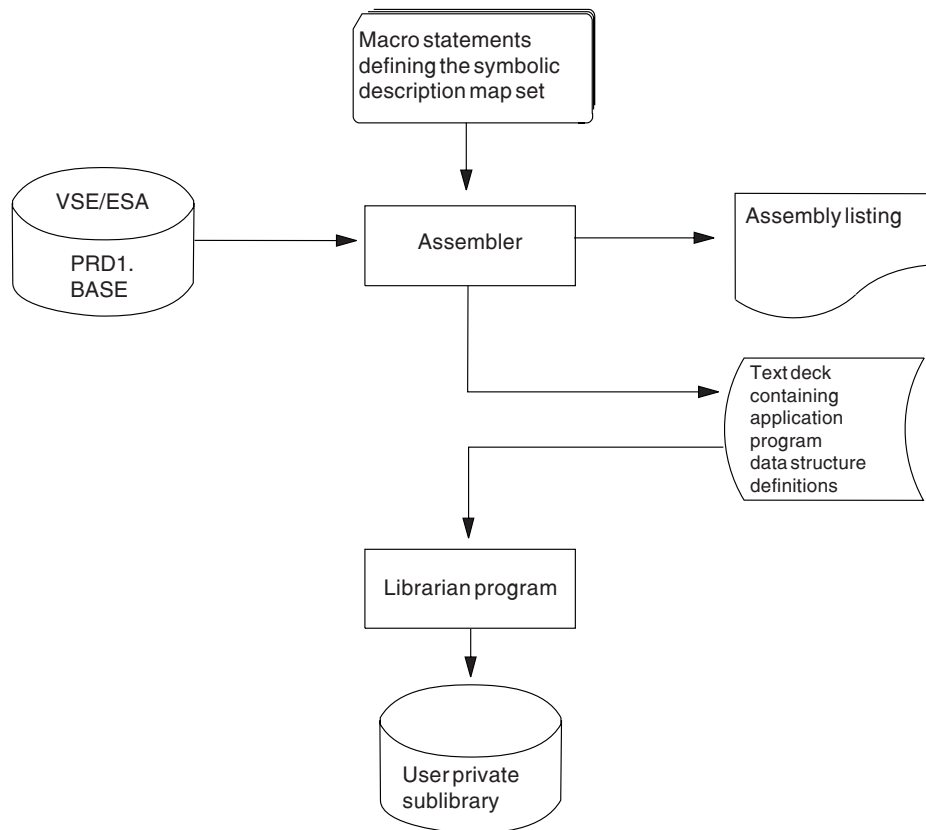 Macro statements
defining the symbolic
description map set
VSE/ESA
PRD1.
BASE
Assembler
Assembly listing
Text deck
containing
application
program
data structure
definitions
Librarian program
User private
sublibrary